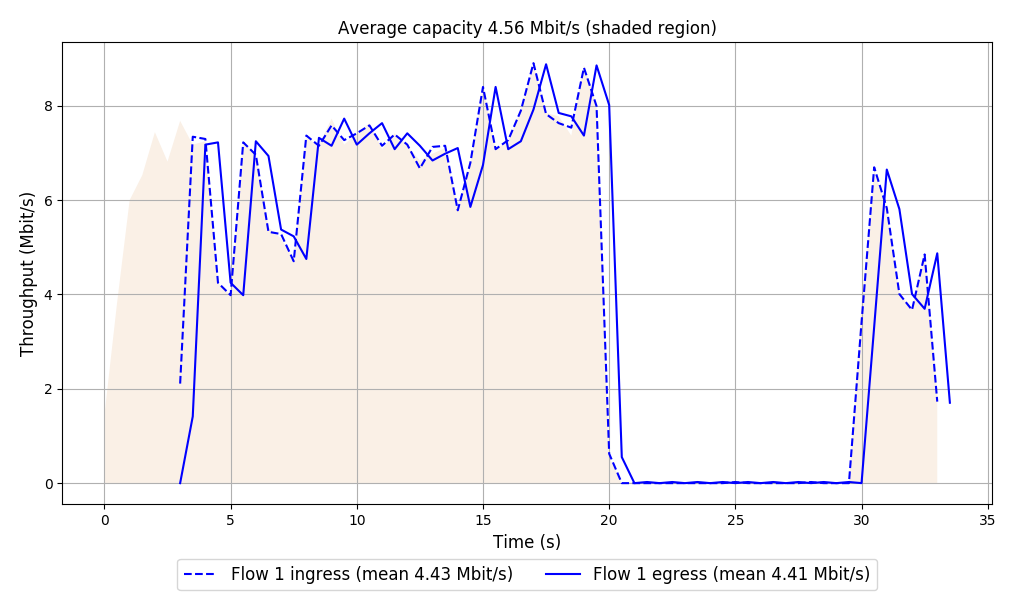 Average capacity 4.56 Mbit/s (shaded region)
Throughput (Mbit/s)
8
6
4
2
0
0 5 10 15 20 25 30 35
Time (s)
Flow 1 ingress (mean 4.43 Mbit/s) Flow 1 egress (mean 4.41 Mbit/s)